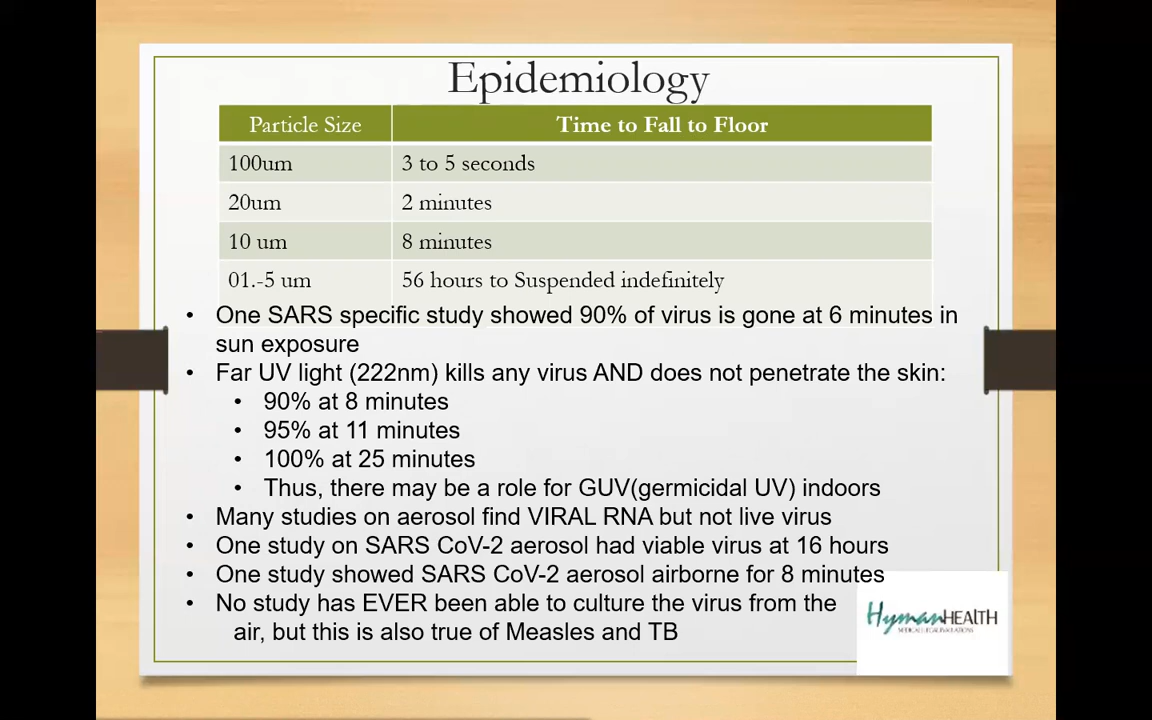 Epidemiology
Particle Size Time to Fall to Floor
100um 3 to 5 seconds
20um 2 minutes
10 um 8 minutes
01.-5 um 56 hours to Suspended indefinitely
• One SARS specific study showed 90% of virus is gone at 6 minutes in
sun exposure
• Far UV light (222nm) kills any virus AND does not penetrate the skin:
• 90% at 8 minutes
• 95% at 11 minutes
• 100% at 25 minutes
• Thus, there may be a role for GUV(germicidal UV) indoors
• Many studies on aerosol find VIRAL RNA but not live virus
• One study on SARS CoV-2 aerosol had viable virus at 16 hours
• One study showed SARS CoV-2 aerosol airborne for 8 minutes
• No study has EVER been able to culture the virus from the
air, but this is also true of Measles and TB
HymanHEALTH